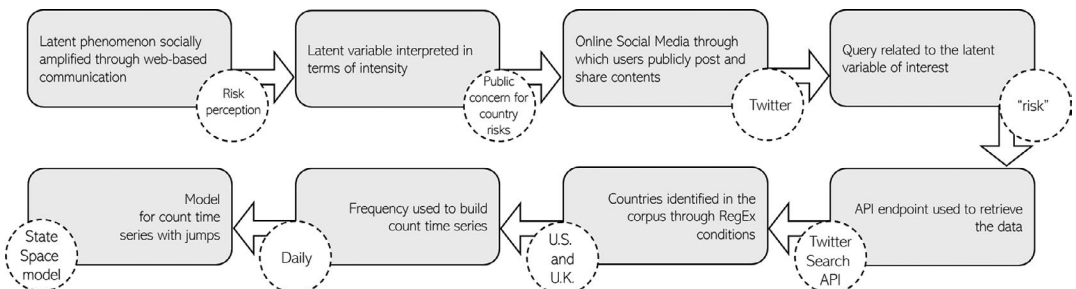 Latent phenomenon socially
amplified through web-based
communication
Risk
perception
Latent variable interpreted in
terms of intensity
Public
concern for
country
risks
Online Social Media through
which users publicly post and
share contents
Twitter
Query related to the latent
variable of interest
“risk”
API endpoint used to retrieve
the data
Twitter
Search
API
Countries identified in the
corpus through RegEx
conditions
U.S.
and
U.K.
Frequency used to build
count time series
Daily
Model
for count time
series with jumps
State
Space
model